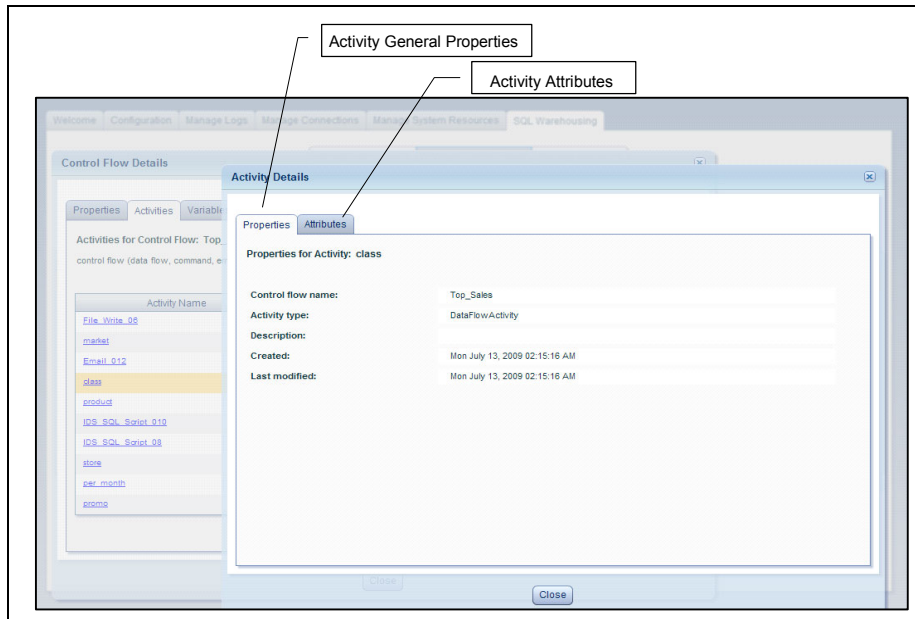 Activity General Properties
Activity Attributes
Welcome Configuration Manage Logs Manage Connections Manage System Resources SQL Warehousing
Control Flow Details
Activity Details
Properties Activities Variable
Properties Attributes
Activities for Control Flow: Top_
control flow (data flow, command, e
Activity Name
File_Write_06
market
Email_012
class
product
IDS_SQL_Script_010
IDS_SQL_Script_08
store
per_month
promo
Properties for Activity: class
Control flow name: Top_Sales
Activity type: DataFlowActivity
Description:
Created: Mon July 13, 2009 02:15:16 AM
Last modified: Mon July 13, 2009 02:15:16 AM
Close
Close